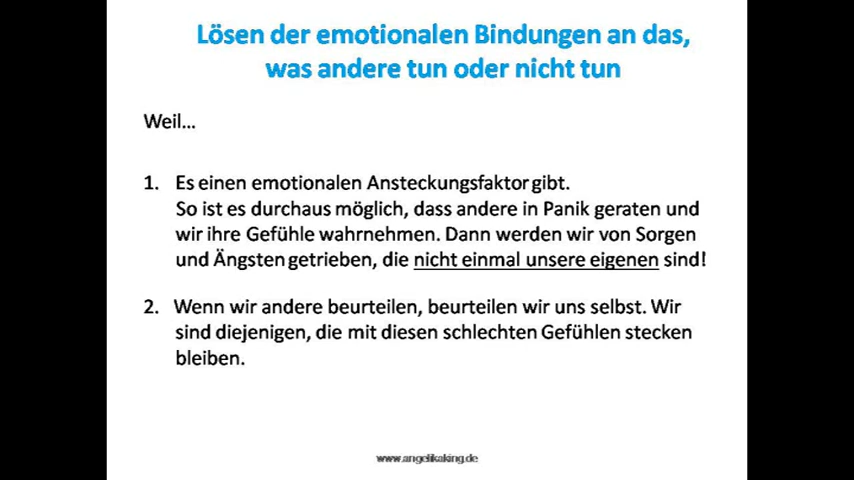 Lösen der emotionalen Bindungen an das,
was andere tun oder nicht tun
Weil...
1. Es einen emotionalen Ansteckungsfaktor gibt.
So ist es durchaus möglich, dass andere in Panik geraten und
wir ihre Gefühle wahrnehmen. Dann werden wir von Sorgen
und Ängsten getrieben, die nicht einmal unsere eigenen sind!
2. Wenn wir andere beurteilen, beurteilen wir uns selbst. Wir
sind diejenigen, die mit diesen schlechten Gefühlen stecken
bleiben.
www.angelikaking.de